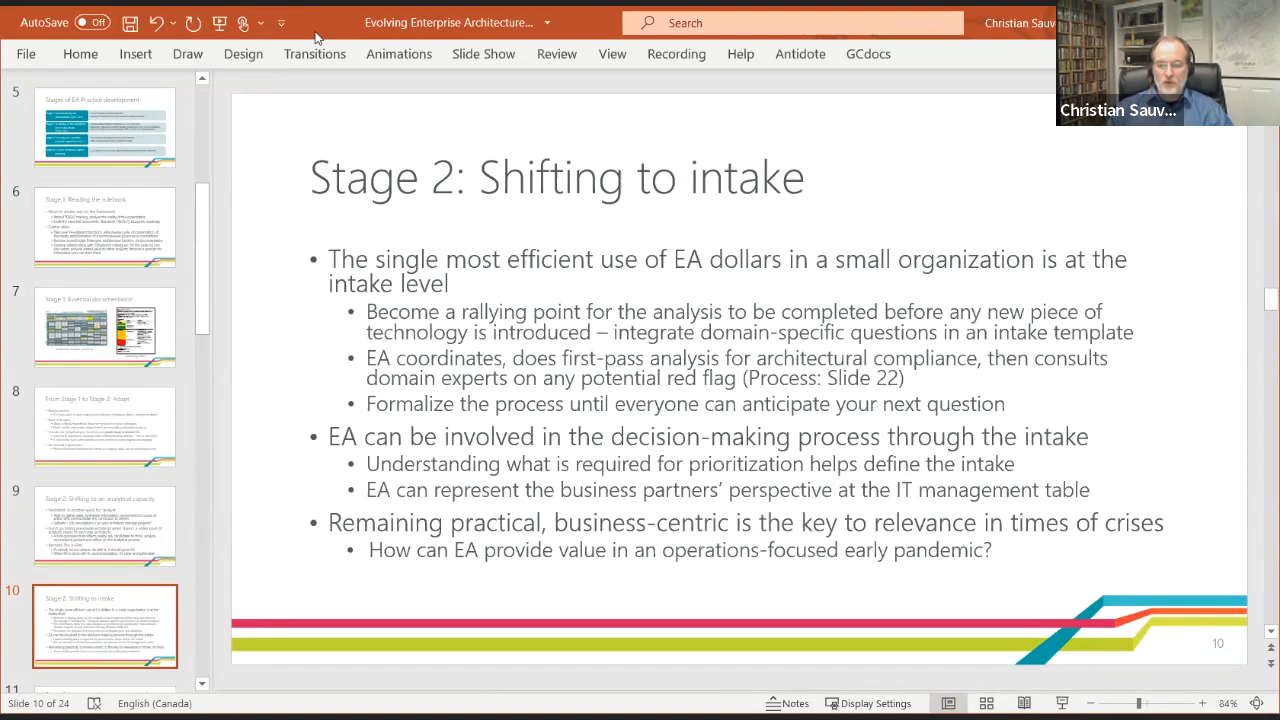 AutoSave Off
Evolving Enterprise Architecture...
Search
Christian Sauv
File Home Insert Draw Design Transitions Animations Slide Show Review View Recording Help Antidote GCdocs
Christian Sauv...
5
Stages of EA Practice development
6
Stage 1: Reading the rulebook
7
Stage 1: Essential documentation
8
From Stage 1 to Stage 2: Adapt
9
Stage 2: Shifting to an analytical capacity
10
Stage 2: Shifting to intake
11
Stage 2: Shifting to intake
• The single most efficient use of EA dollars in a small organization is at the
intake level
• Become a rallying point for the analysis to be completed before any new piece of
technology is introduced – integrate domain-specific questions in an intake template
• EA coordinates, does first-pass analysis for architectural compliance, then consults
domain experts on any potential red flag (Process: Slide 22)
• Formalize the process until everyone can anticipate your next question
• EA can be involved in the decision-making process through the intake
• Understanding what is required for prioritization helps define the intake
• EA can represent the business partners’ perspective at the IT management table
• Remaining practical, business-centric is the key to relevance in times of crises
• How can EA provide value in an operations-focused early pandemic?
10
Slide 10 of 24
English (Canada)
Notes
Display Settings
84%